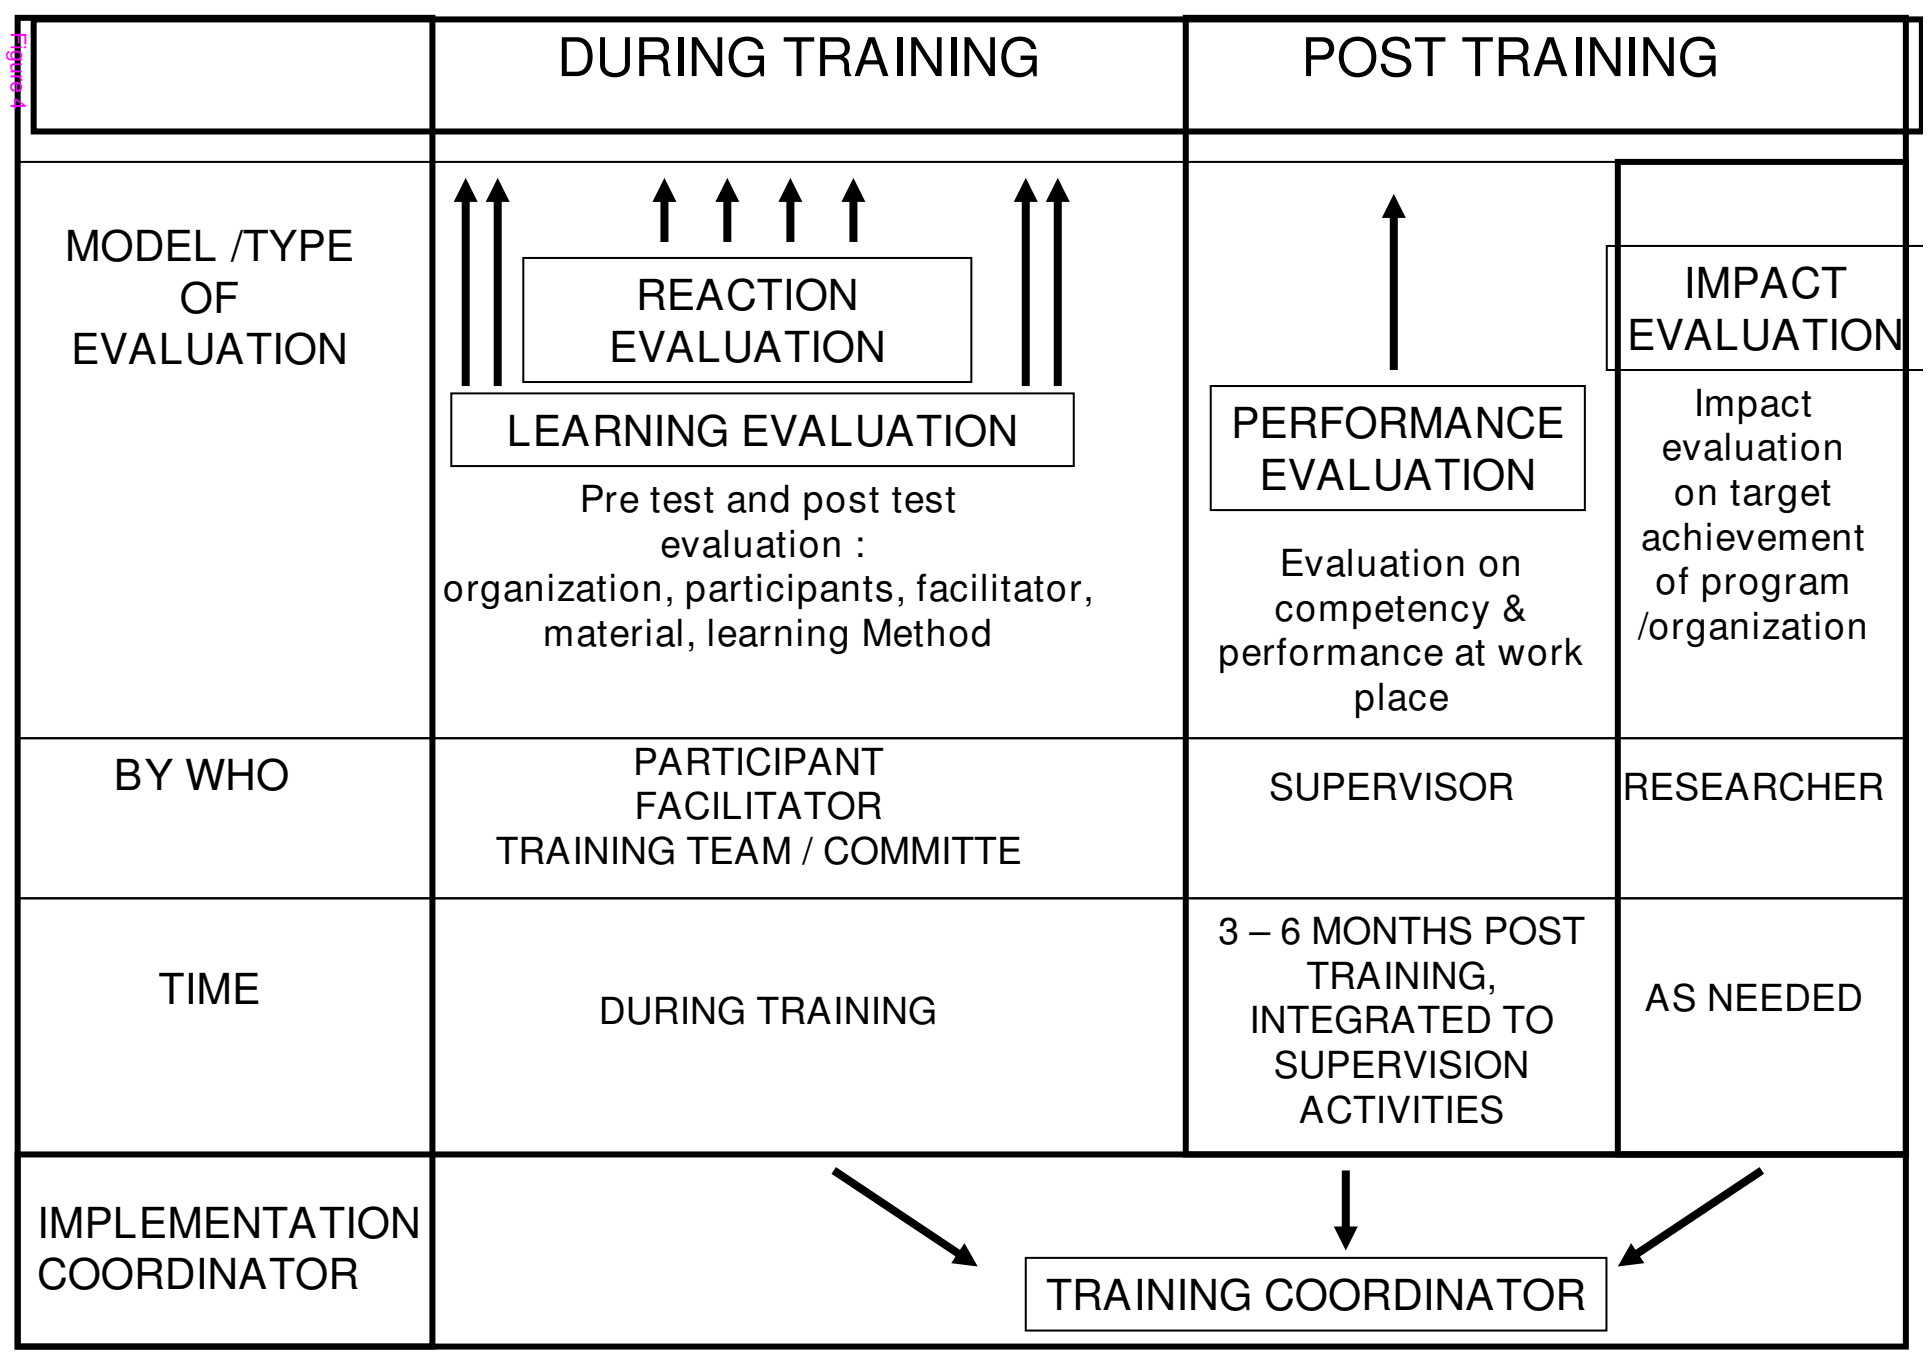 Figure 4
DURING TRAINING
POST TRAINING
MODEL /TYPE
OF
EVALUATION
REACTION
EVALUATION
LEARNING EVALUATION
Pre test and post test
evaluation :
organization, participants, facilitator,
material, learning Method
PERFORMANCE
EVALUATION
Evaluation on
competency &
performance at work
place
IMPACT
EVALUATION
Impact
evaluation
on target
achievement
of program
/organization
BY WHO
PARTICIPANT
FACILITATOR
TRAINING TEAM / COMMITTE
SUPERVISOR
RESEARCHER
TIME
DURING TRAINING
3 – 6 MONTHS POST
TRAINING,
INTEGRATED TO
SUPERVISION
ACTIVITIES
AS NEEDED
IMPLEMENTATION
COORDINATOR
TRAINING COORDINATOR